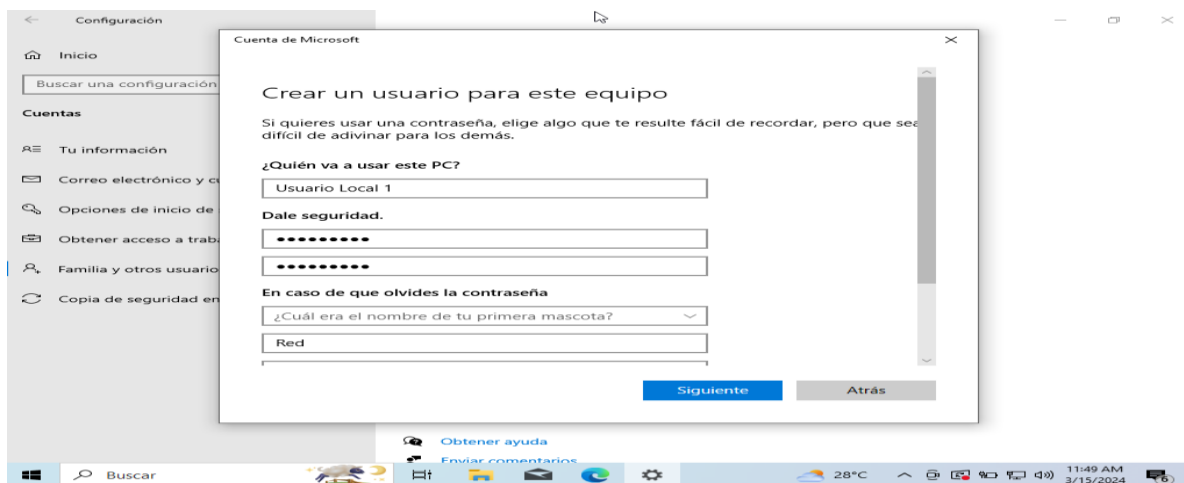 Configuración
Inicio
Buscar una configuración
Cuentas
Tu información
Correo electrónico y cu
Opciones de inicio de
Obtener acceso a trab
Familia y otros usuario
Copia de seguridad en
Cuenta de Microsoft
Crear un usuario para este equipo
Si quieres usar una contraseña, elige algo que te resulte fácil de recordar, pero que sea
difícil de adivinar para los demás.
¿Quién va a usar este PC?
Usuario Local 1
Dale seguridad.
•••••••••
•••••••••
En caso de que olvides la contraseña
¿Cuál era el nombre de tu primera mascota?
Red
Siguiente Atrás
Obtener ayuda
Enviar comentarios
Buscar 28°C 11:49 AM
3/15/2024 6